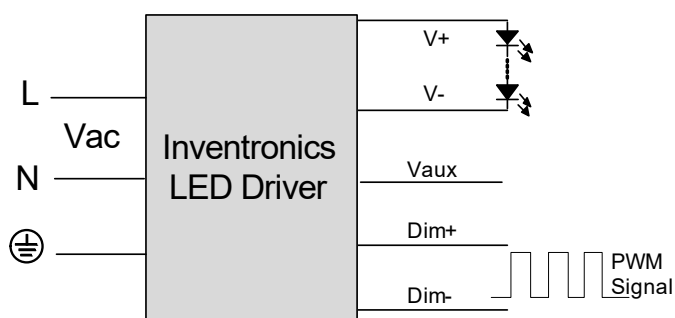 L
Vac
N
Inventronics
LED Driver
V+
V-
Vaux
Dim+
Dim-
PWM
Signal